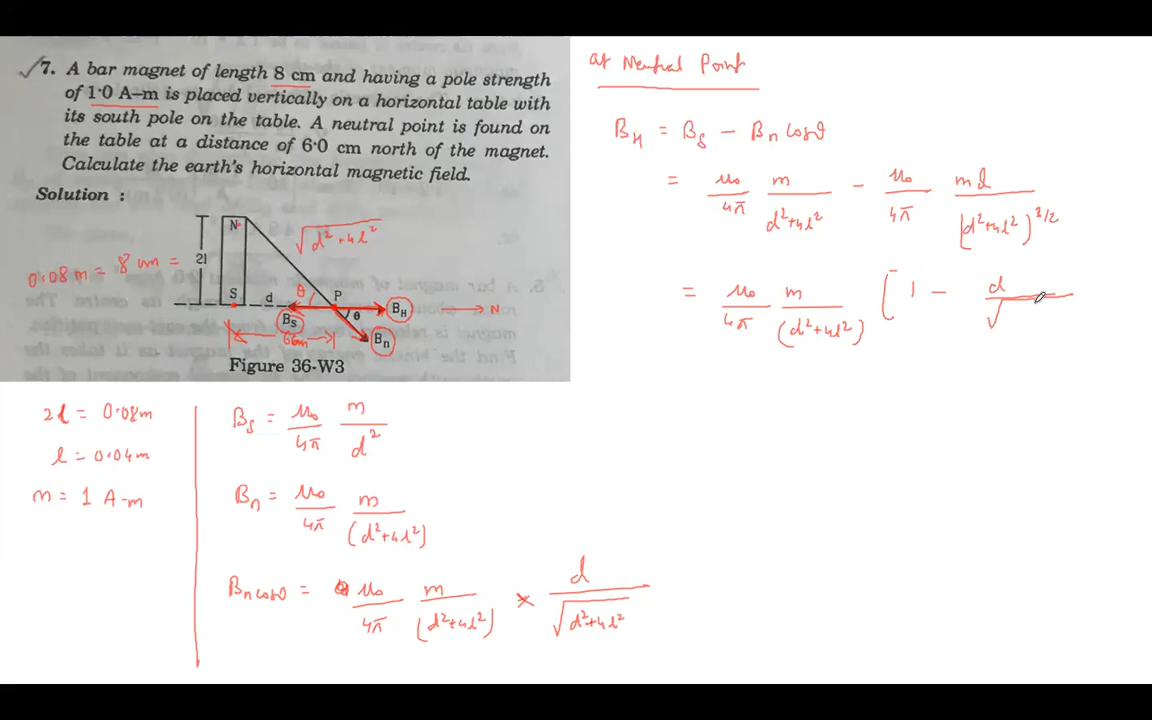 7. A bar magnet of length 8 cm and having a pole strength
of 1·0 A–m is placed vertically on a horizontal table with
its south pole on the table. A neutral point is found on
the table at a distance of 6·0 cm north of the magnet.
Calculate the earth's horizontal magnetic field.
Solution :
N
√d²+4l²
0.08 m = 8 cm = 2l
S d θ P
θ B_H → N
B_S
6cm B_n
Figure 36-W3
2l = 0.08m
l = 0.04m
m = 1 A-m
B_S = μ₀/4π m/d²
B_n = μ₀/4π m/(d²+4l²)
B_n cosθ = μ₀/4π m/(d²+4l²) × d/√d²+4l²
at Neutral Point
B_H = B_S − B_n cosθ
= μ₀/4π m/d²+4l² − μ₀/4π md/(d²+4l²)^3/2
= μ₀/4π m/(d²+4l²) [ 1 − d/√